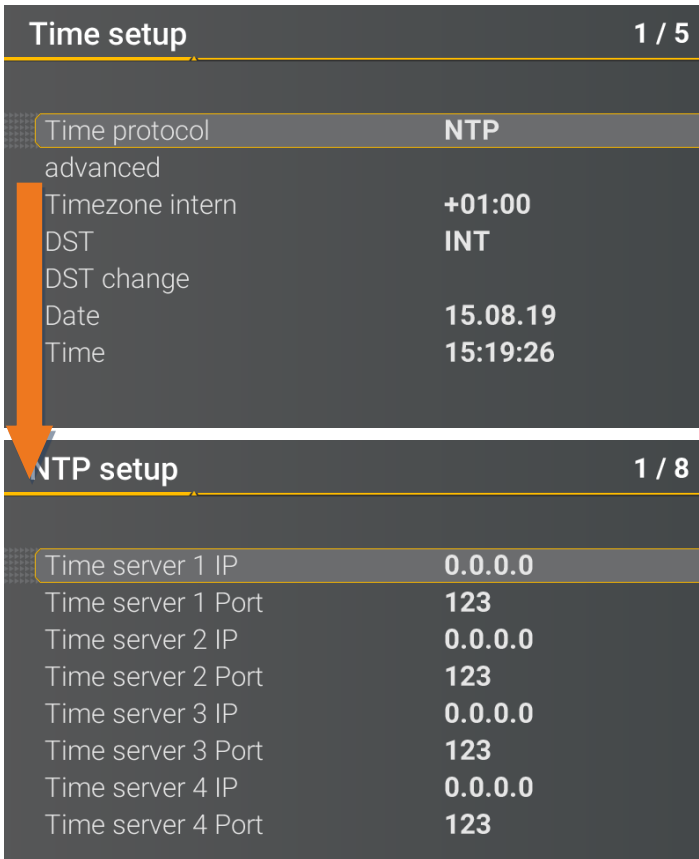 Time setup 1 / 5
Time protocol NTP
advanced
Timezone intern +01:00
DST INT
DST change
Date 15.08.19
Time 15:19:26
NTP setup 1 / 8
Time server 1 IP 0.0.0.0
Time server 1 Port 123
Time server 2 IP 0.0.0.0
Time server 2 Port 123
Time server 3 IP 0.0.0.0
Time server 3 Port 123
Time server 4 IP 0.0.0.0
Time server 4 Port 123